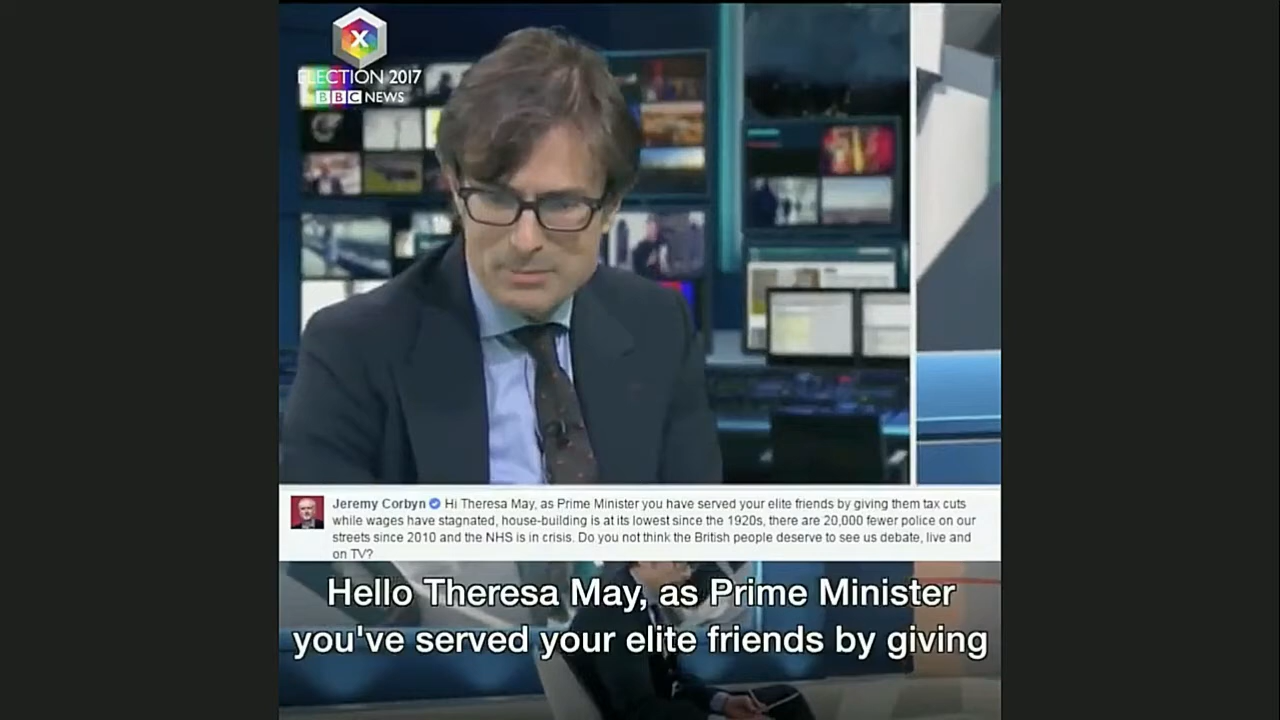 X
ELECTION 2017
BBC NEWS
Jeremy Corbyn Hi Theresa May, as Prime Minister you have served your elite friends by giving them tax cuts
while wages have stagnated, house-building is at its lowest since the 1920s, there are 20,000 fewer police on our
streets since 2010 and the NHS is in crisis. Do you not think the British people deserve to see us debate, live and
on TV?
Hello Theresa May, as Prime Minister
you've served your elite friends by giving